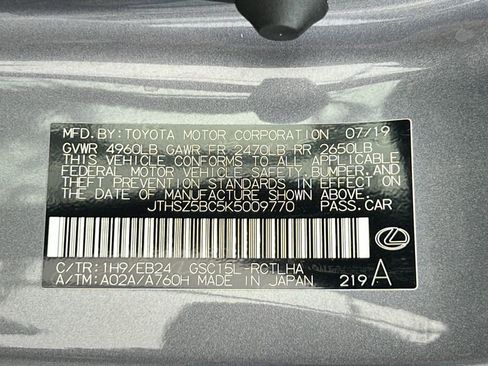 MFD.BY:TOYOTA MOTOR CORPORATION 07/19
GVWR 4960LB GAWR FR 2470LB RR 2650LB
THIS VEHICLE CONFORMS TO ALL APPLICABLE
FEDERAL MOTOR VEHICLE SAFETY,BUMPER,AND
THEFT PREVENTION STANDARDS IN EFFECT ON
THE DATE OF MANUFACTURE SHOWN ABOVE.
JTHSZ5BC5K5009770 PASS.CAR
C/TR:1H9/EB24 GSC15L-RCTLHA
A/TM:A02A/A760H MADE IN JAPAN 219 A